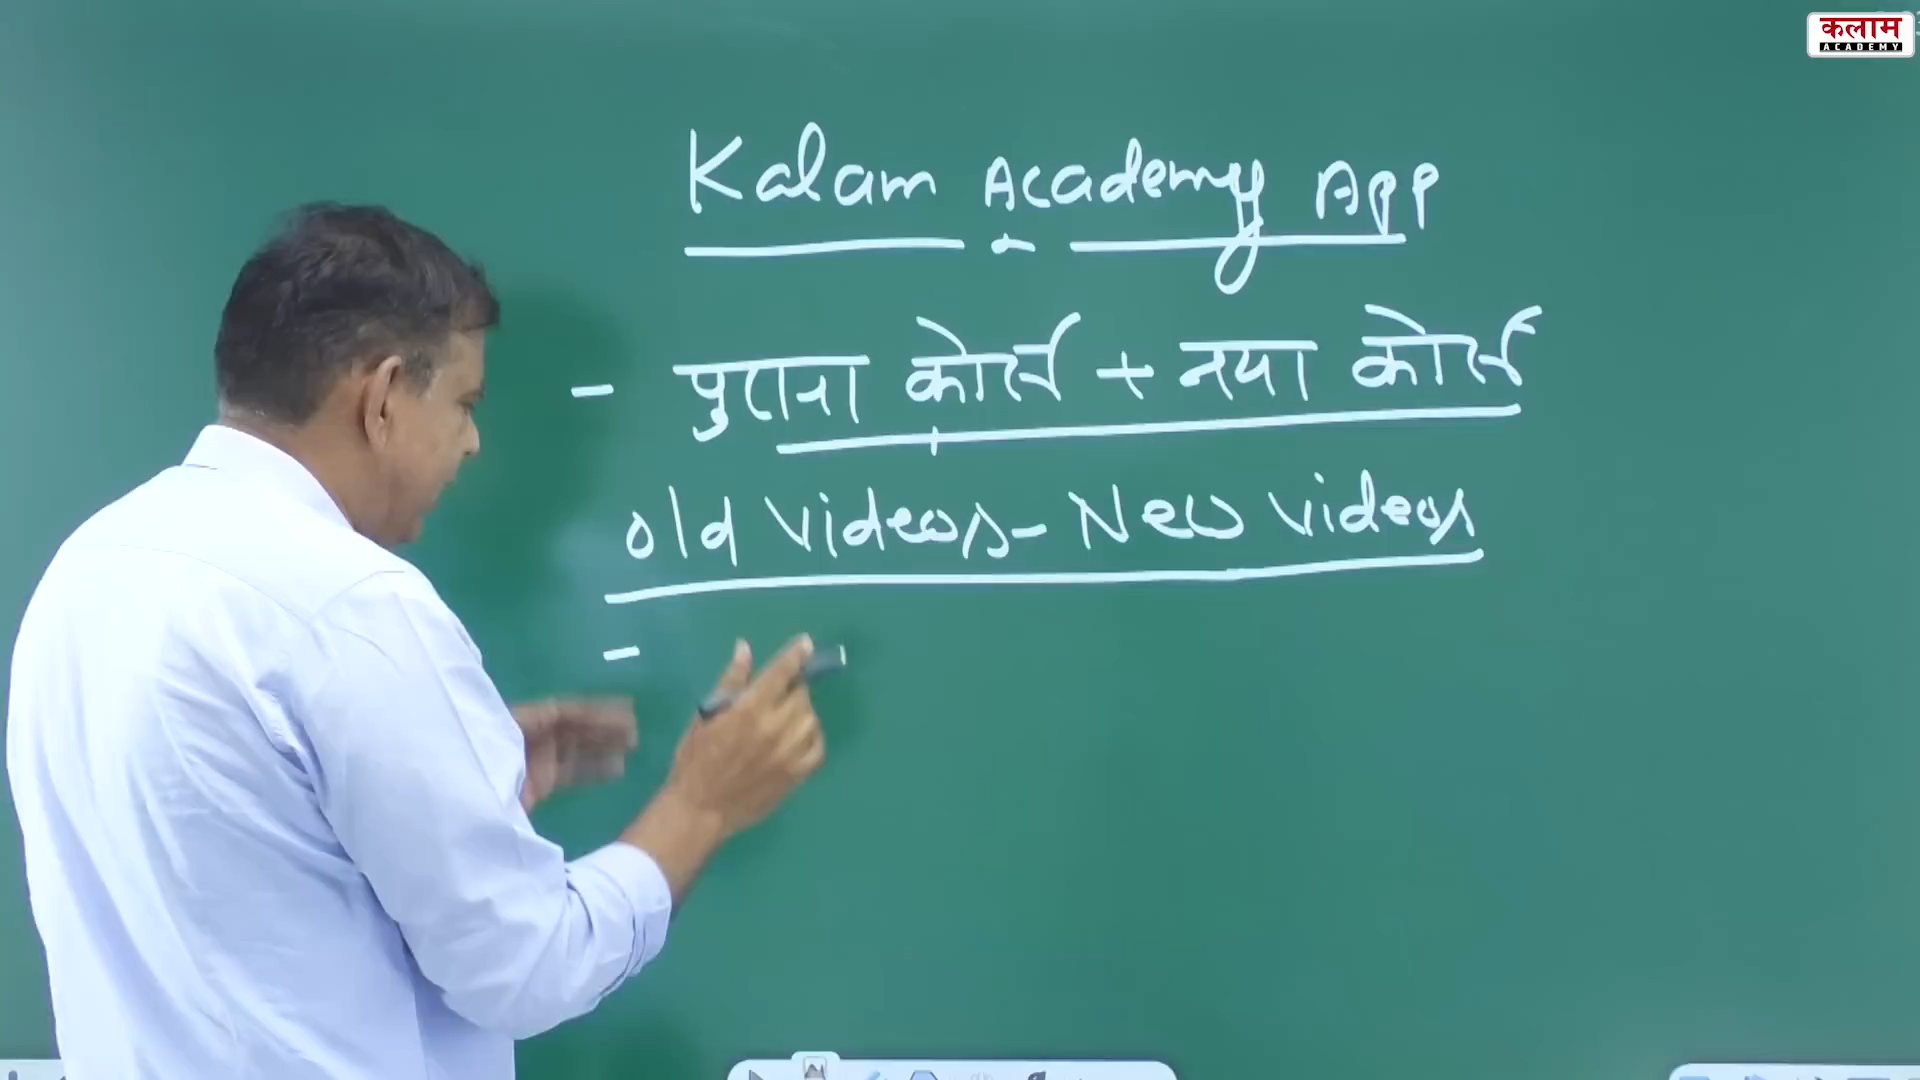 कलाम
ACADEMY
Kalam Academy App
- पुराना कोर्स + नया कोर्स
old videos - New videos
-